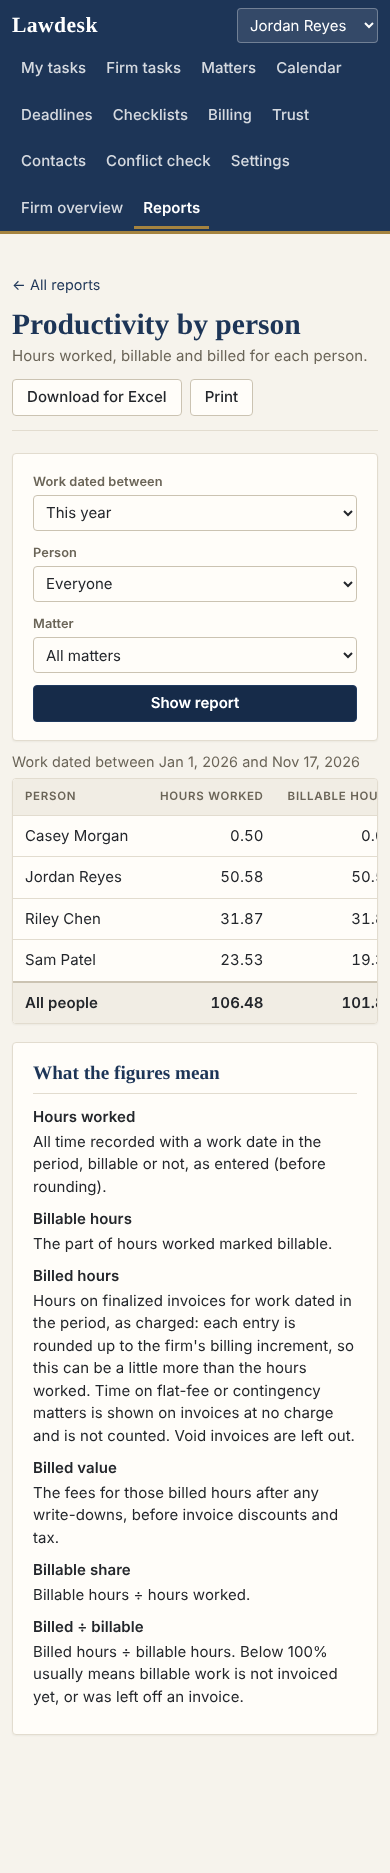 Lawdesk
Jordan Reyes
My tasks Firm tasks Matters Calendar
Deadlines Checklists Billing Trust
Contacts Conflict check Settings
Firm overview Reports
← All reports
Productivity by person
Hours worked, billable and billed for each person.
Download for Excel Print
Work dated between
This year
Person
Everyone
Matter
All matters
Show report
Work dated between Jan 1, 2026 and Nov 17, 2026
PERSON HOURS WORKED BILLABLE
Casey Morgan 0.50
Jordan Reyes 50.58
Riley Chen 31.87
Sam Patel 23.53
All people 106.48
What the figures mean
Hours worked
All time recorded with a work date in the
period, billable or not, as entered (before
rounding).
Billable hours
The part of hours worked marked billable.
Billed hours
Hours on finalized invoices for work dated in
the period, as charged: each entry is
rounded up to the firm's billing increment, so
this can be a little more than the hours
worked. Time on flat-fee or contingency
matters is shown on invoices at no charge
and is not counted. Void invoices are left out.
Billed value
The fees for those billed hours after any
write-downs, before invoice discounts and
tax.
Billable share
Billable hours ÷ hours worked.
Billed ÷ billable
Billed hours ÷ billable hours. Below 100%
usually means billable work is not invoiced
yet, or was left off an invoice.